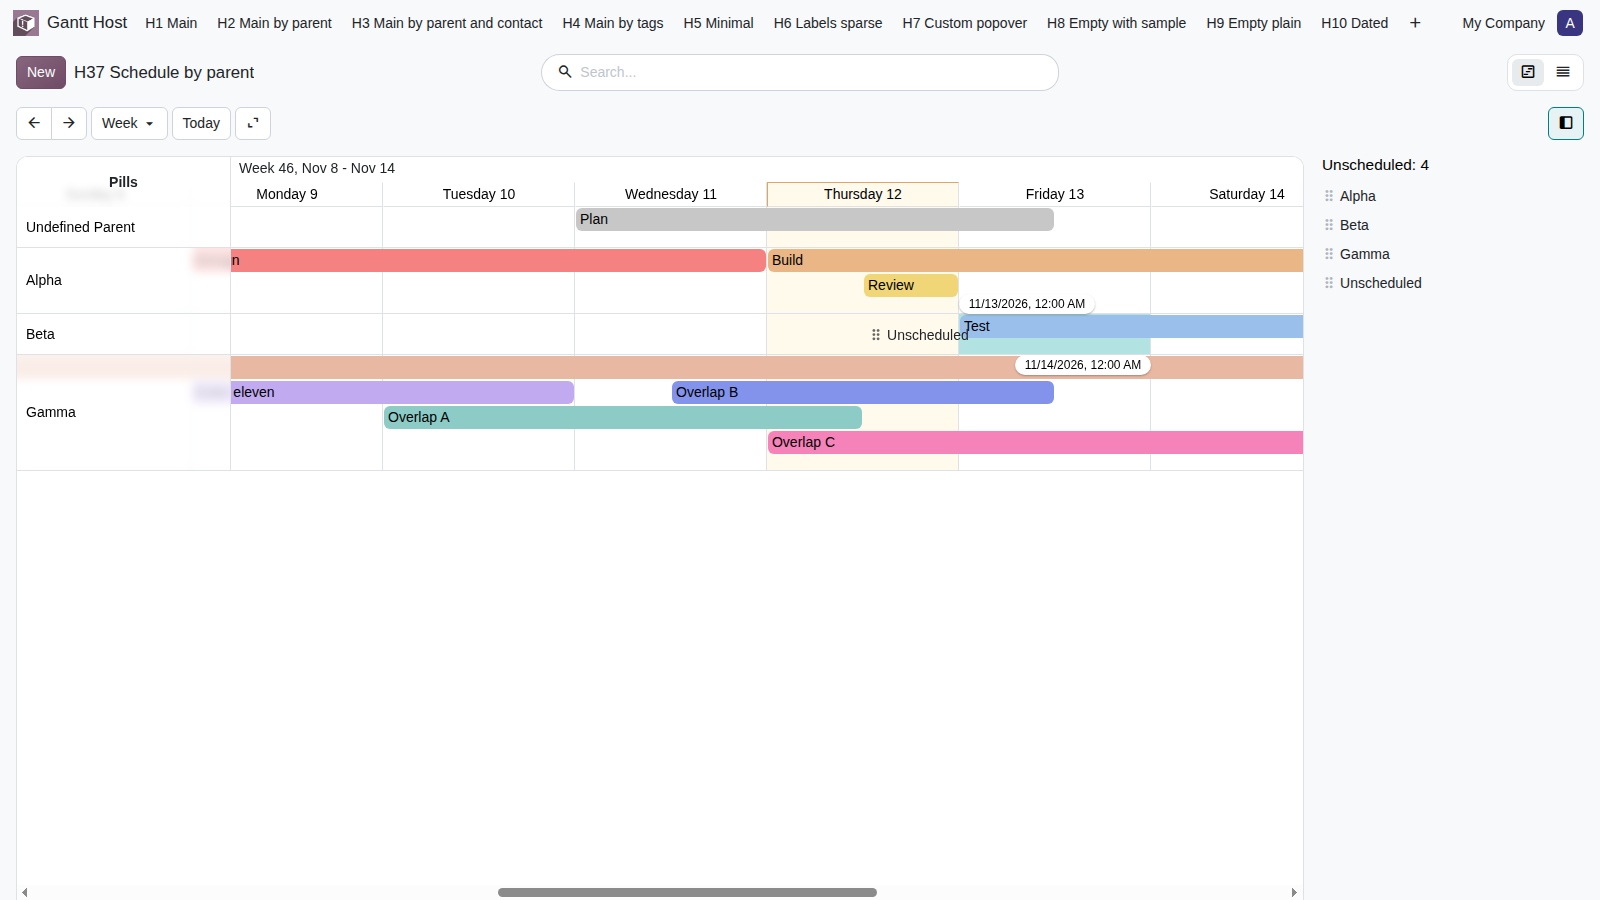 Gantt Host H1 Main H2 Main by parent H3 Main by parent and contact H4 Main by tags H5 Minimal H6 Labels sparse H7 Custom popover H8 Empty with sample H9 Empty plain H10 Dated + My Company A
New H37 Schedule by parent Search...
Week Today
Week 46, Nov 8 - Nov 14
Pills
Monday 9 Tuesday 10 Wednesday 11 Thursday 12 Friday 13 Saturday 14
Undefined Parent Plan
Alpha n Build
Review
11/13/2026, 12:00 AM
Beta Unscheduled Test
11/14/2026, 12:00 AM
Gamma eleven Overlap B
Overlap A
Overlap C
Unscheduled: 4
Alpha
Beta
Gamma
Unscheduled